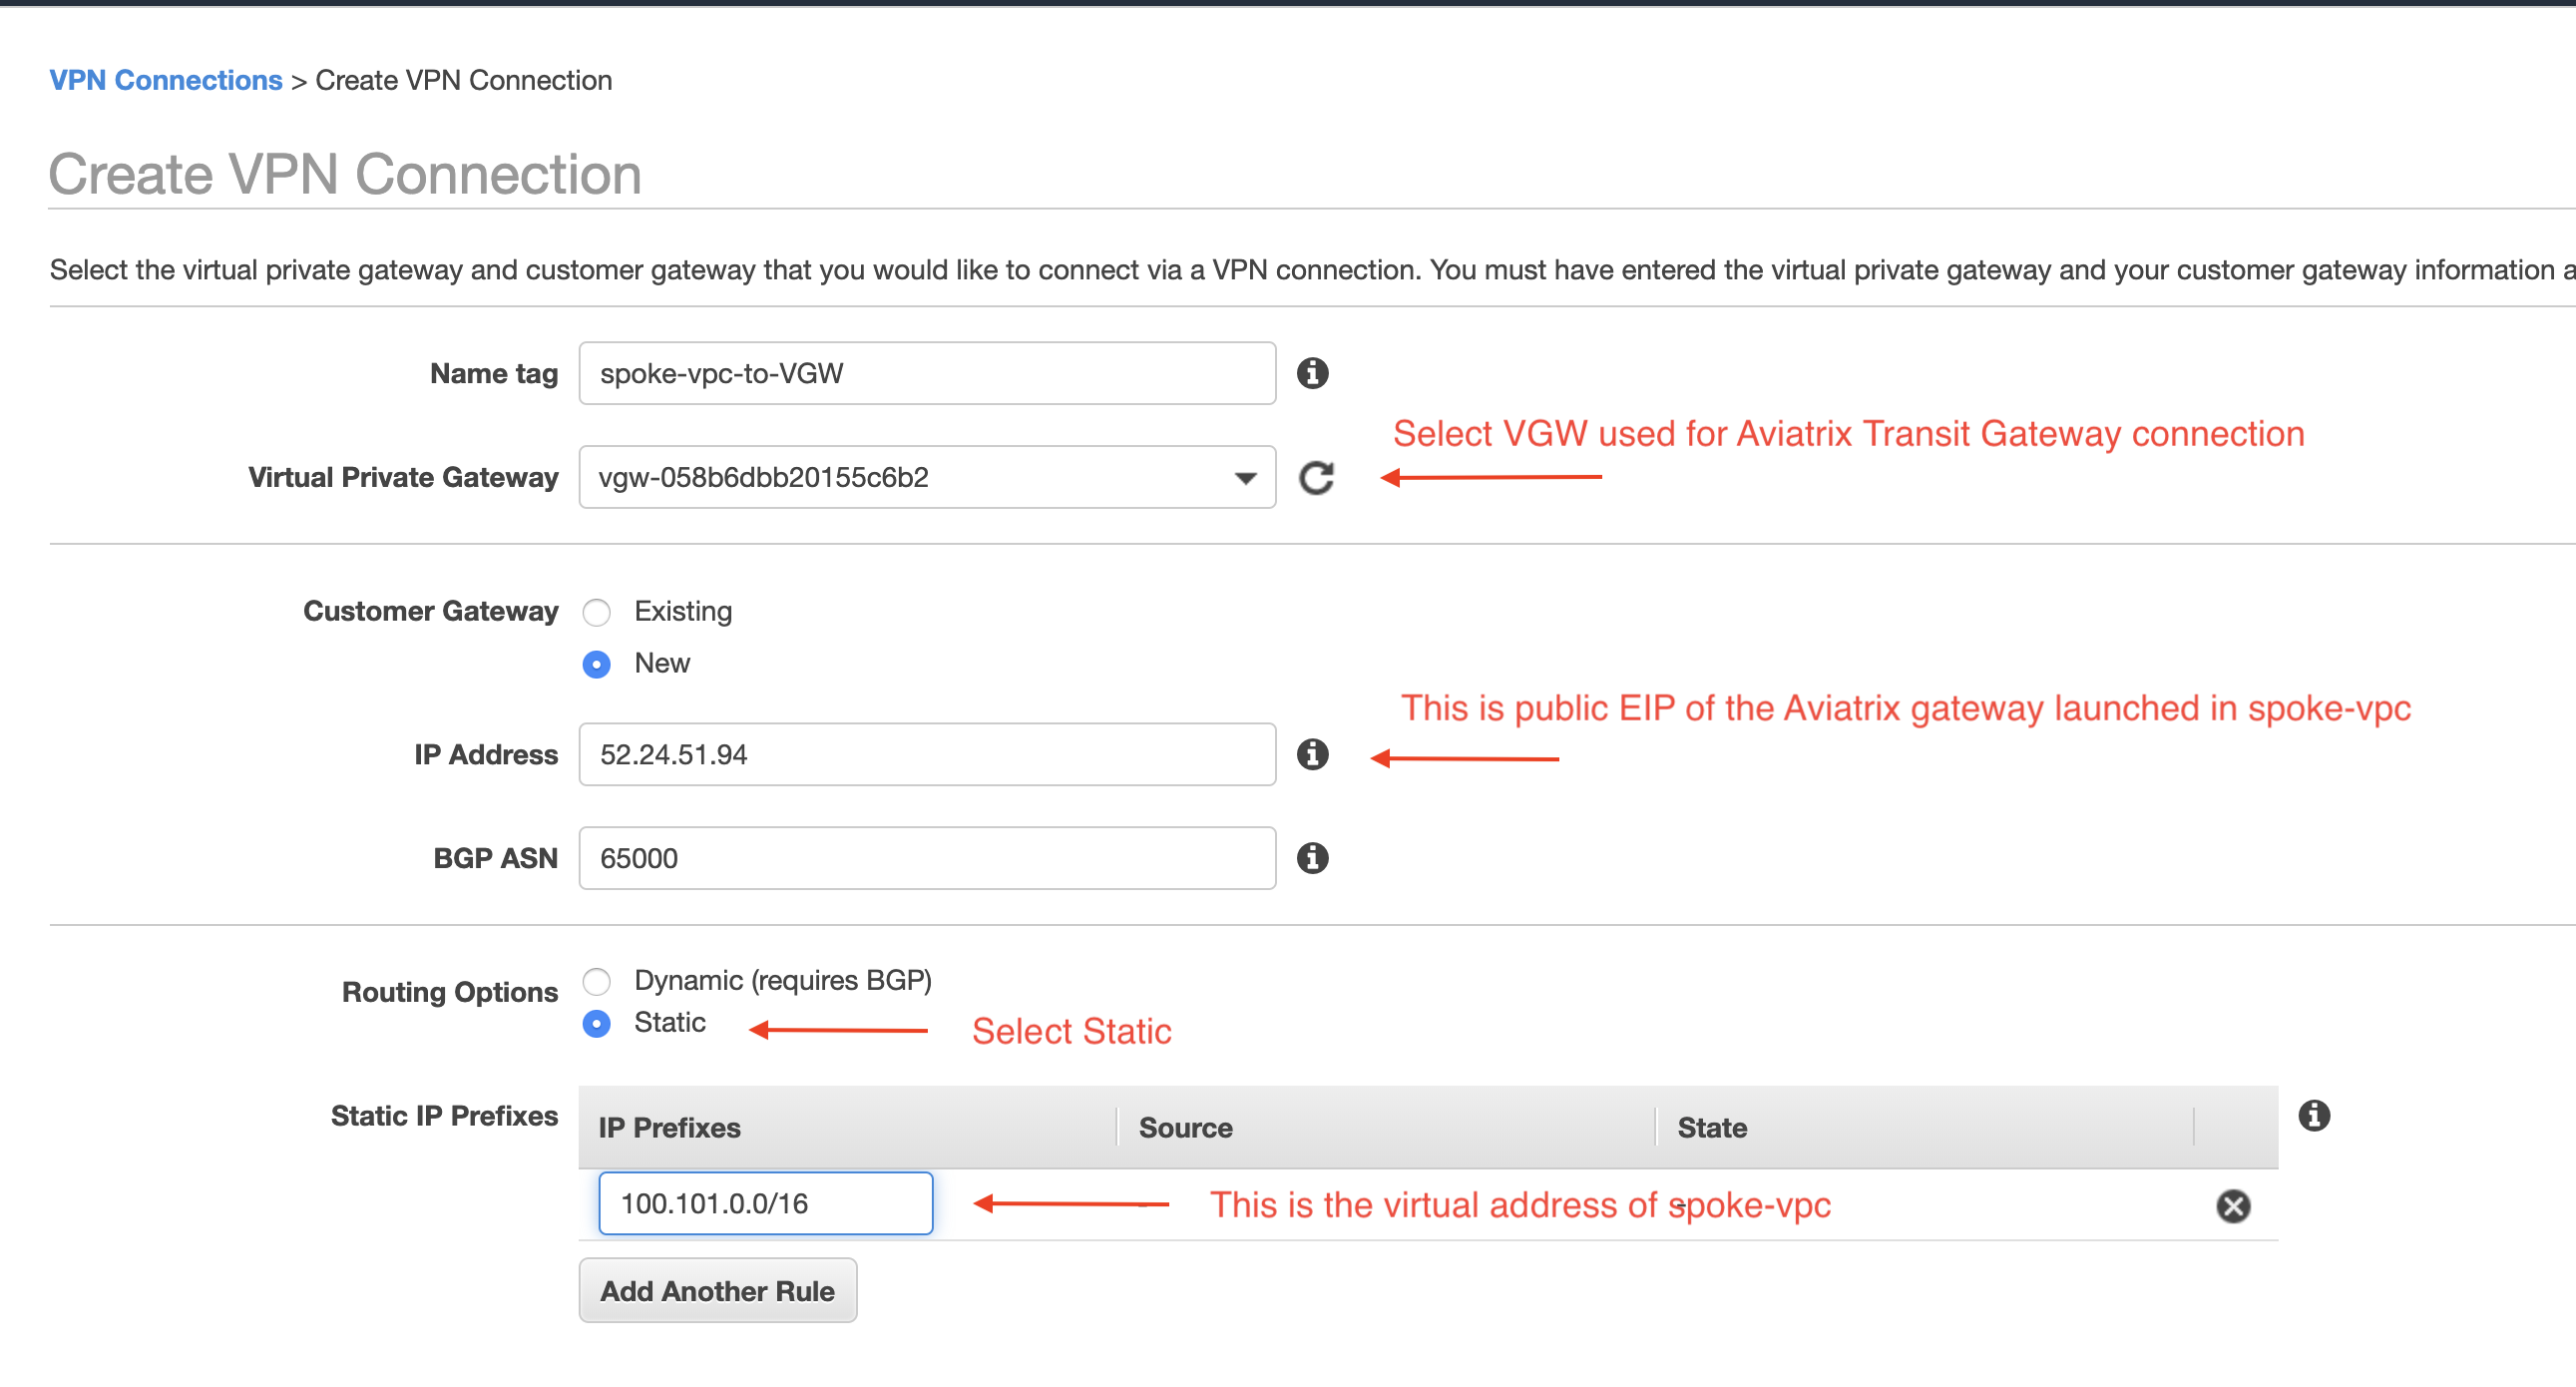 VPN Connections > Create VPN Connection
Create VPN Connection
Select the virtual private gateway and customer gateway that you would like to connect via a VPN connection. You must have entered the virtual private gateway and your customer gateway information a
Name tag spoke-vpc-to-VGW
Select VGW used for Aviatrix Transit Gateway connection
Virtual Private Gateway vgw-058b6dbb20155c6b2
Customer Gateway Existing
New
This is public EIP of the Aviatrix gateway launched in spoke-vpc
IP Address 52.24.51.94
BGP ASN 65000
Routing Options Dynamic (requires BGP)
Static Select Static
Static IP Prefixes IP Prefixes Source State
100.101.0.0/16 This is the virtual address of spoke-vpc
Add Another Rule